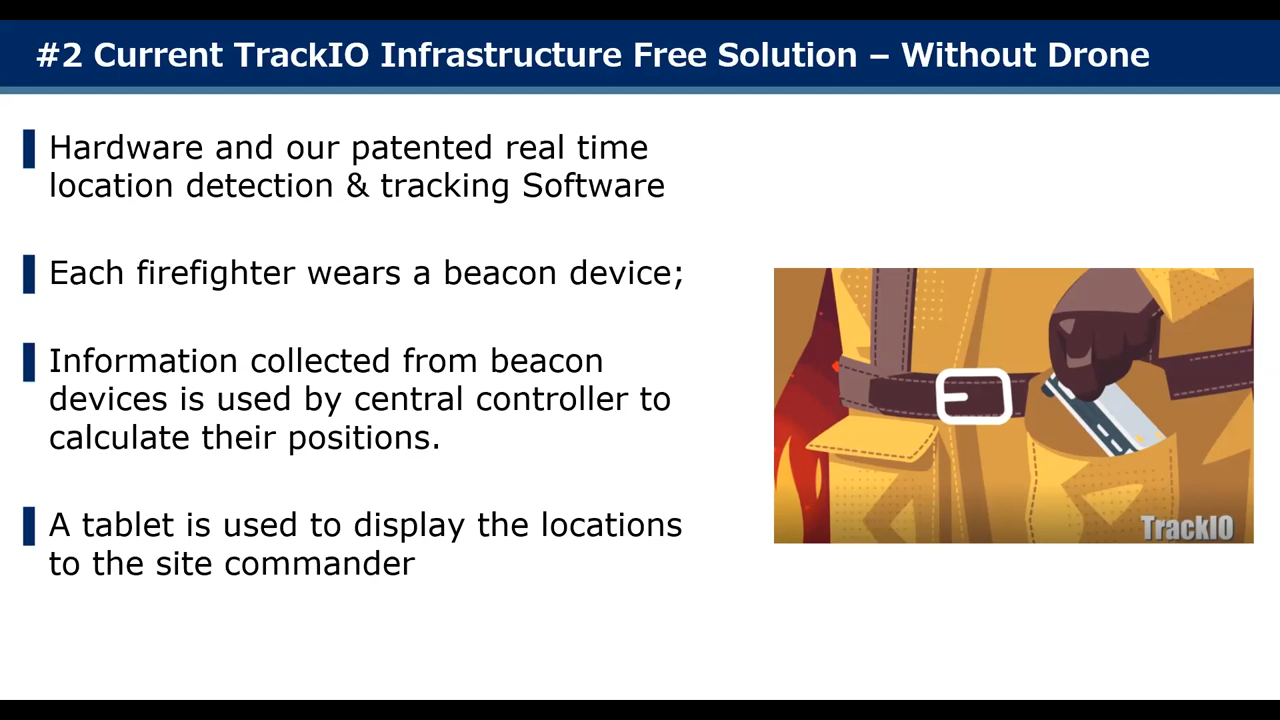 #2 Current TrackIO Infrastructure Free Solution – Without Drone
Hardware and our patented real time
location detection & tracking Software
Each firefighter wears a beacon device;
Information collected from beacon
devices is used by central controller to
calculate their positions.
A tablet is used to display the locations
to the site commander
TrackIO